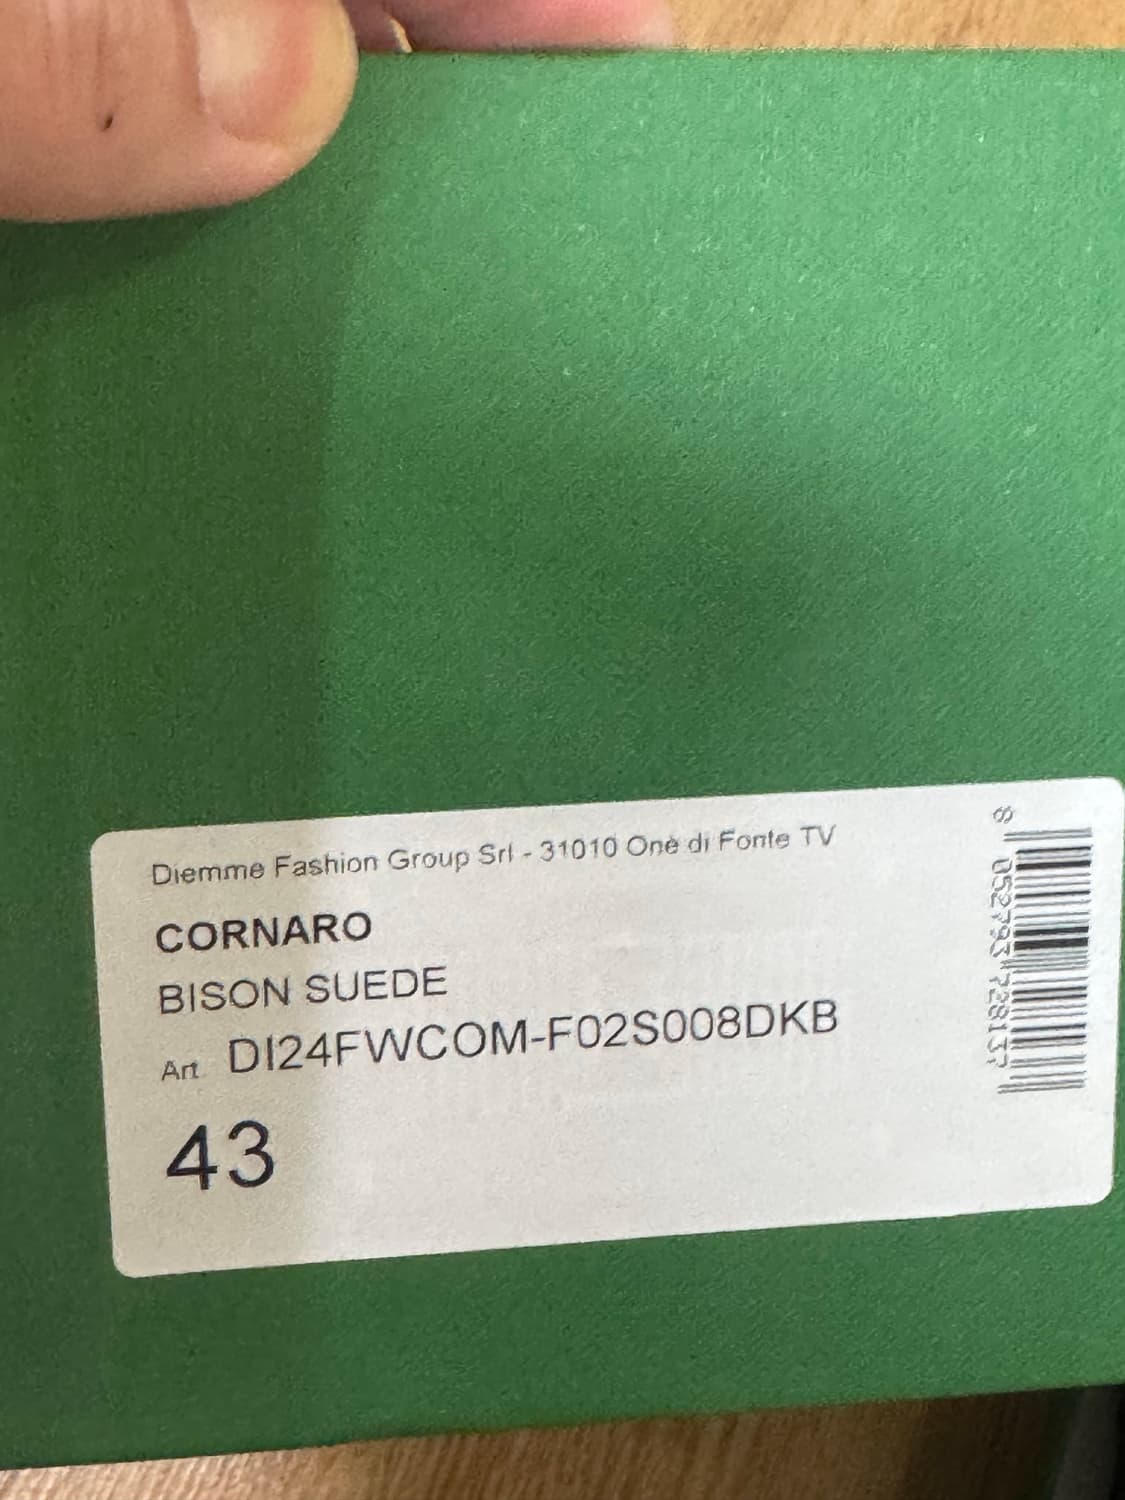 Diemme Fashion Group Srl - 31010 Onè di Fonte TV
CORNARO
BISON SUEDE
Art DI24FWCOM-F02S008DKB
43
8 052793 728137